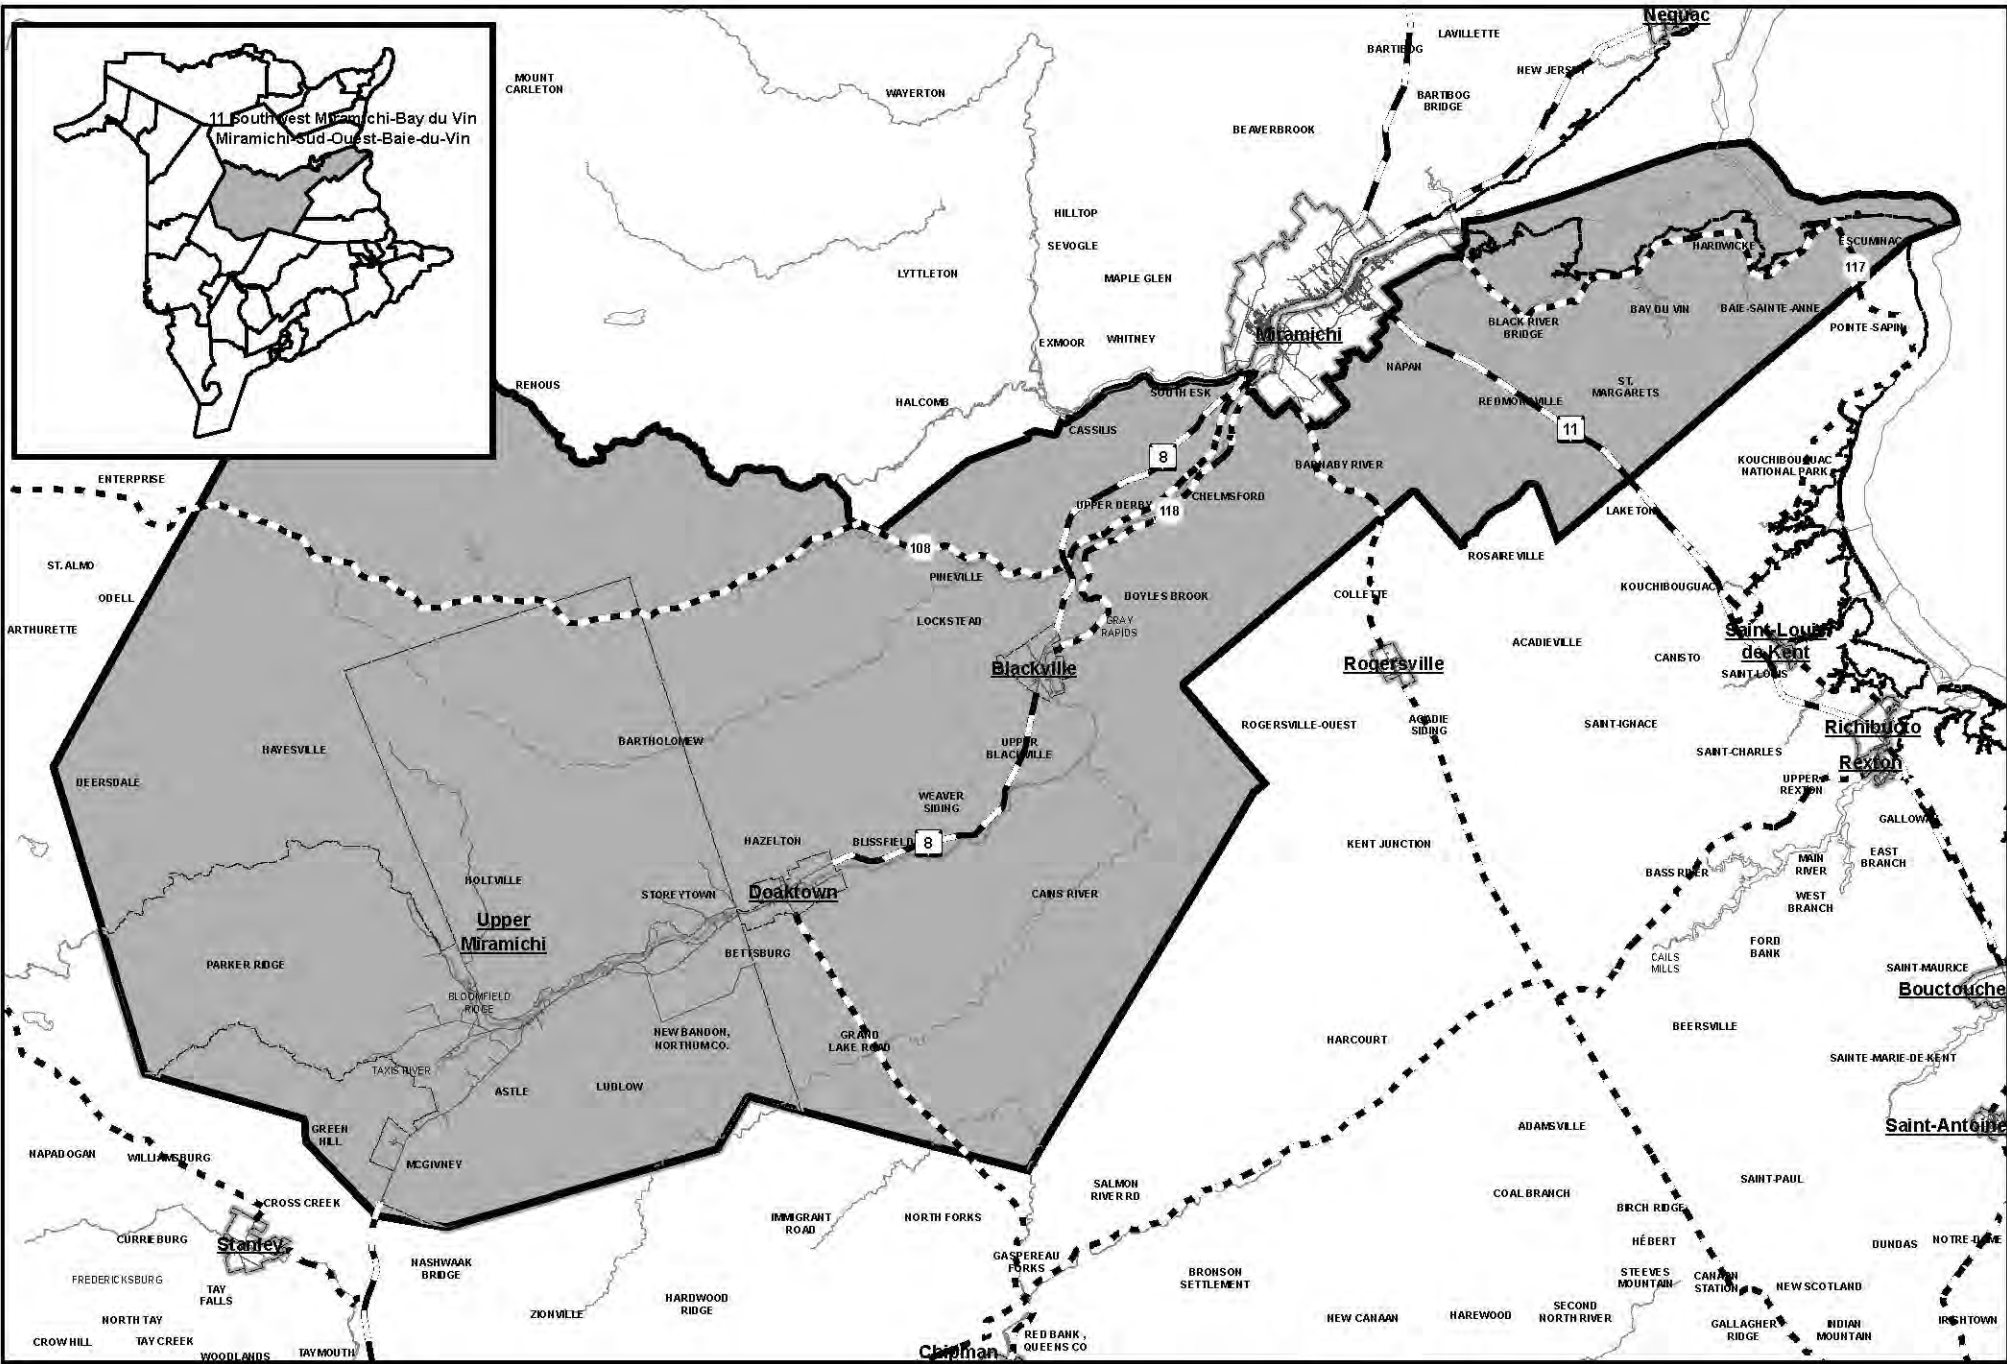 11 Southwest Miramichi-Bay du Vin
Miramichi-Sud-Ouest-Baie-du-Vin
Neguac
LAVILLETTE
BARTIBOG
NEW JERSEY
MOUNT
CARLETON
WAYERTON
BARTIBOG
BRIDGE
BEAVERBROOK
HILLTOP
SEVOGLE
LYTTLETON
MAPLE GLEN
HARDWICKE
ESCUMINAC
117
BAY DU VIN
BAIE-SAINTE-ANNE
BLACK RIVER
BRIDGE
POINTE-SAPIN
Miramichi
EXMOOR
WHITNEY
NAPAN
RENOUS
SOUTH ESK
ST.
MARGARETS
HALCOMB
REDMONDVILLE
CASSILIS
11
8
BARNABY RIVER
KOUCHIBOUGUAC
NATIONAL PARK
ENTERPRISE
CHELMSFORD
UPPER DERBY
118
LAKETON
108
ROSAIREVILLE
ST. ALMO
PINEVILLE
KOUCHIBOUGUAC
ODELL
DOYLES BROOK
COLLETTE
ARTHURETTE
LOCKSTEAD
GRAY
RAPIDS
Saint-Louis
de Kent
ACADIEVILLE
CANISTO
SAINT-LOUIS
Blackville
Rogersville
ROGERSVILLE-OUEST
ACADIE
SIDING
SAINT-IGNACE
Richibucto
HAYESVILLE
BARTHOLOMEW
UPPER
BLACKVILLE
SAINT-CHARLES
Rexton
DEERSDALE
UPPER
REXTON
WEAVER
SIDING
GALLOWAY
HAZELTON
BLISSFIELD
8
KENT JUNCTION
EAST
BRANCH
MAIN
RIVER
BASS RIVER
HOLTVILLE
STOREYTOWN
Doaktown
CAINS RIVER
WEST
BRANCH
Upper
Miramichi
FORD
BANK
BETTSBURG
PARKER RIDGE
CAILS
MILLS
SAINT-MAURICE
Bouctouche
BLOOMFIELD
RIDGE
NEW BANDON,
NORTHUM CO.
GRAND
LAKE ROAD
BEERSVILLE
HARCOURT
SAINTE-MARIE-DE-KENT
TAXIS RIVER
ASTLE
LUDLOW
GREEN
HILL
ADAMSVILLE
Saint-Antoine
NAPADOGAN
WILLIAMSBURG
MCGIVNEY
SALMON
RIVER RD
SAINT-PAUL
COAL BRANCH
CROSS CREEK
IMMIGRANT
ROAD
NORTH FORKS
BIRCH RIDGE
CURRIEBURG
Stanley
HÉBERT
DUNDAS
NOTRE-DAME
NASHWAAK
BRIDGE
GASPEREAU
FORKS
BRONSON
SETTLEMENT
STEEVES
MOUNTAIN
CANAAN
STATION
NEW SCOTLAND
FREDERICKSBURG
TAY
FALLS
HARDWOOD
RIDGE
ZIONVILLE
SECOND
NORTH RIVER
NORTH TAY
NEW CANAAN
HAREWOOD
GALLAGHER
RIDGE
INDIAN
MOUNTAIN
IRISHTOWN
CROW HILL
TAY CREEK
WOODLANDS
TAYMOUTH
Chipman
RED BANK,
QUEENS CO